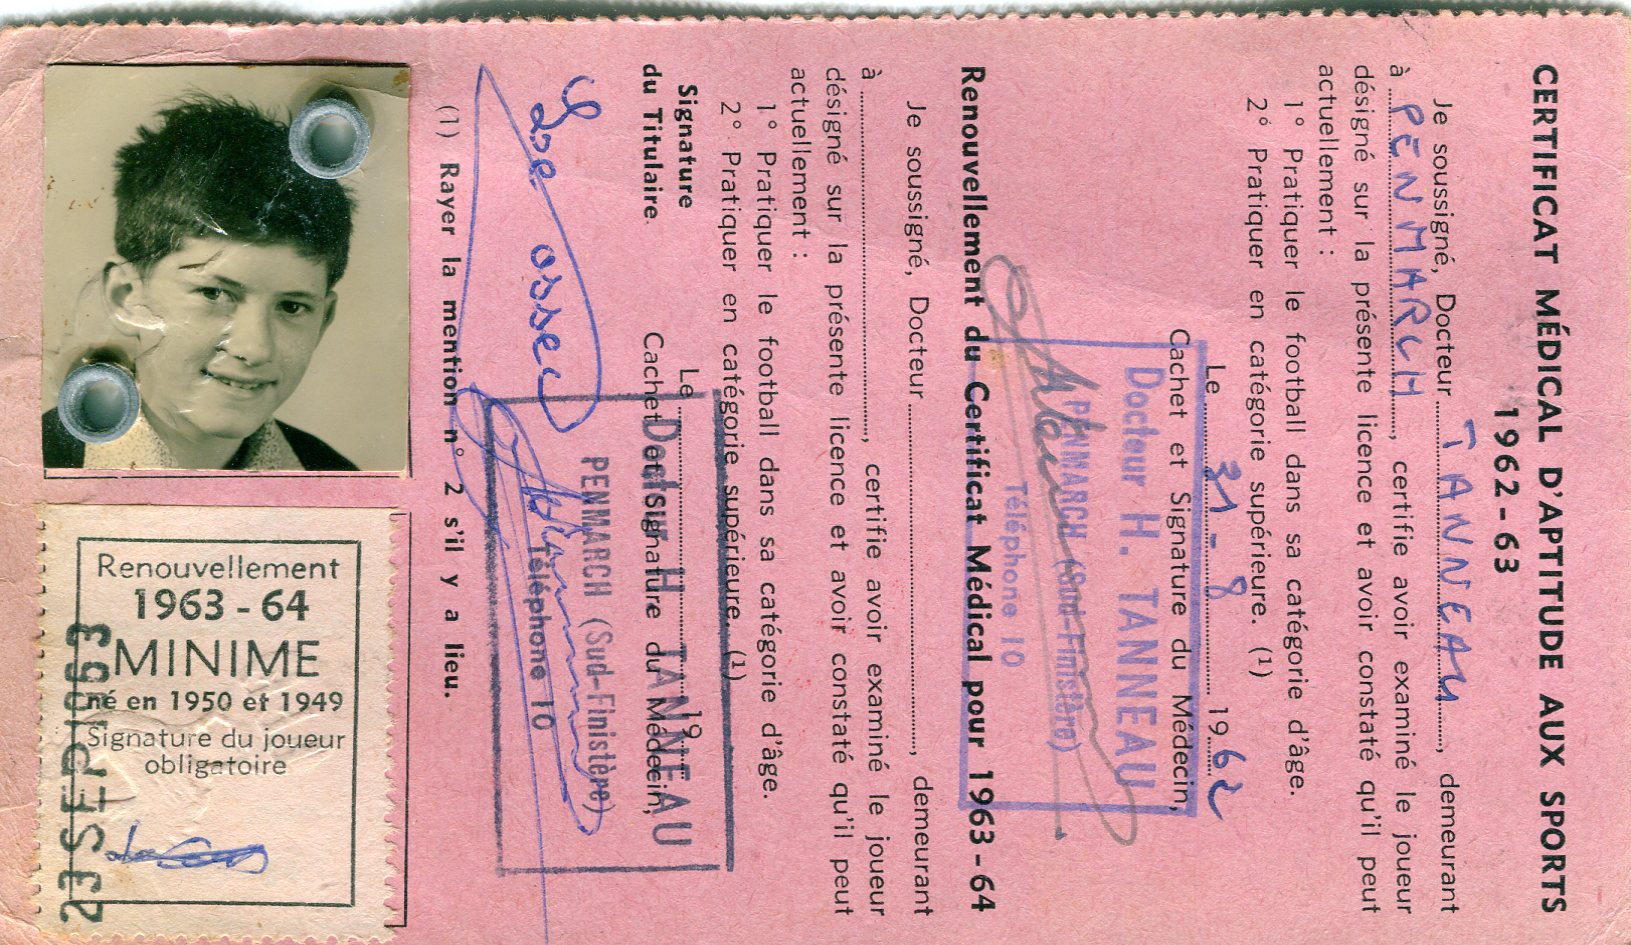 CERTIFICAT MÉDICAL D'APTITUDE AUX SPORTS
1962-63
Je soussigné, Docteur TANNEAU, demeurant
à PENMARCH, certifie avoir examiné le joueur
désigné sur la présente licence et avoir constaté qu'il peut
actuellement :
1° Pratiquer le football dans sa catégorie d'âge.
2° Pratiquer en catégorie supérieure. (1)
Le 31-8 1962
Cachet et Signature du Médecin,
Docteur H. TANNEAU
PENMARCH (Sud-Finistère)
Téléphone 10
Renouvellement du Certificat Médical pour 1963-64
Je soussigné, Docteur, demeurant
à, certifie avoir examiné le joueur
désigné sur la présente licence et avoir constaté qu'il peut
actuellement :
1° Pratiquer le football dans sa catégorie d'âge.
2° Pratiquer en catégorie supérieure. (1)
Le 19
Signature
du Titulaire.
Cachet et Signature du Médecin,
Docteur H. TANNEAU
PENMARCH (Sud-Finistère)
Téléphone 10
(1) Rayer la mention n° 2 s'il y a lieu.
Renouvellement
1963-64
MINIME
né en 1950 et 1949
Signature du joueur
obligatoire
23 SEP 1963